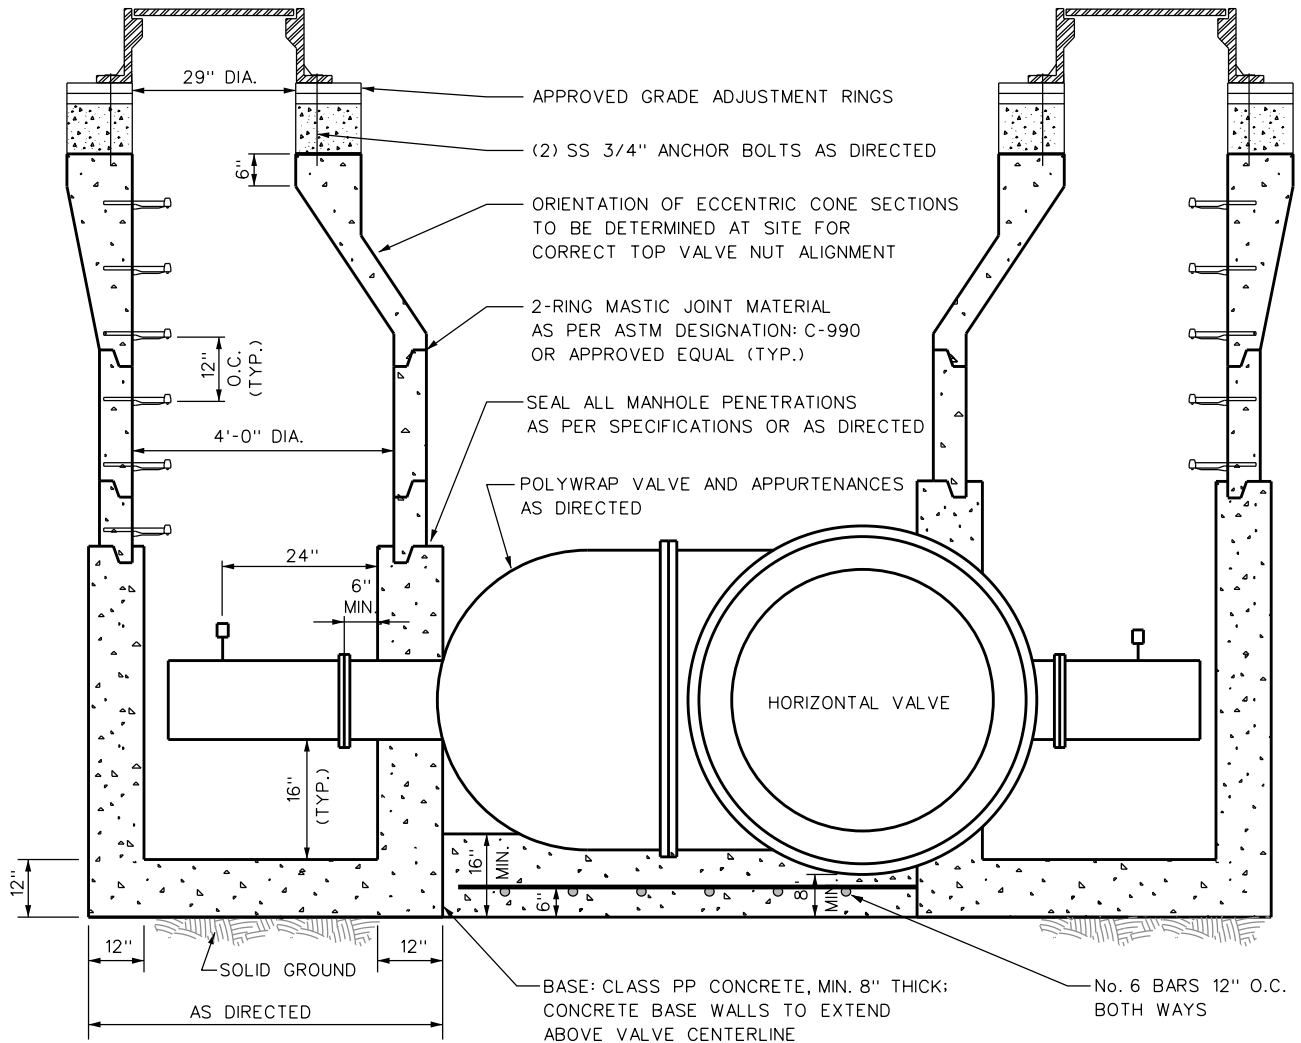 29" DIA.
APPROVED GRADE ADJUSTMENT RINGS
(2) SS 3/4" ANCHOR BOLTS AS DIRECTED
6"
ORIENTATION OF ECCENTRIC CONE SECTIONS
TO BE DETERMINED AT SITE FOR
CORRECT TOP VALVE NUT ALIGNMENT
2-RING MASTIC JOINT MATERIAL
AS PER ASTM DESIGNATION: C-990
OR APPROVED EQUAL (TYP.)
12"
O.C.
(TYP.)
SEAL ALL MANHOLE PENETRATIONS
AS PER SPECIFICATIONS OR AS DIRECTED
4'-0" DIA.
POLYWRAP VALVE AND APPURTENANCES
AS DIRECTED
24"
6"
MIN.
HORIZONTAL VALVE
16"
(TYP.)
16"
MIN.
12"
6"
8"
MIN.
12"
12"
SOLID GROUND
AS DIRECTED
BASE: CLASS PP CONCRETE, MIN. 8" THICK;
CONCRETE BASE WALLS TO EXTEND
ABOVE VALVE CENTERLINE
No. 6 BARS 12" O.C.
BOTH WAYS